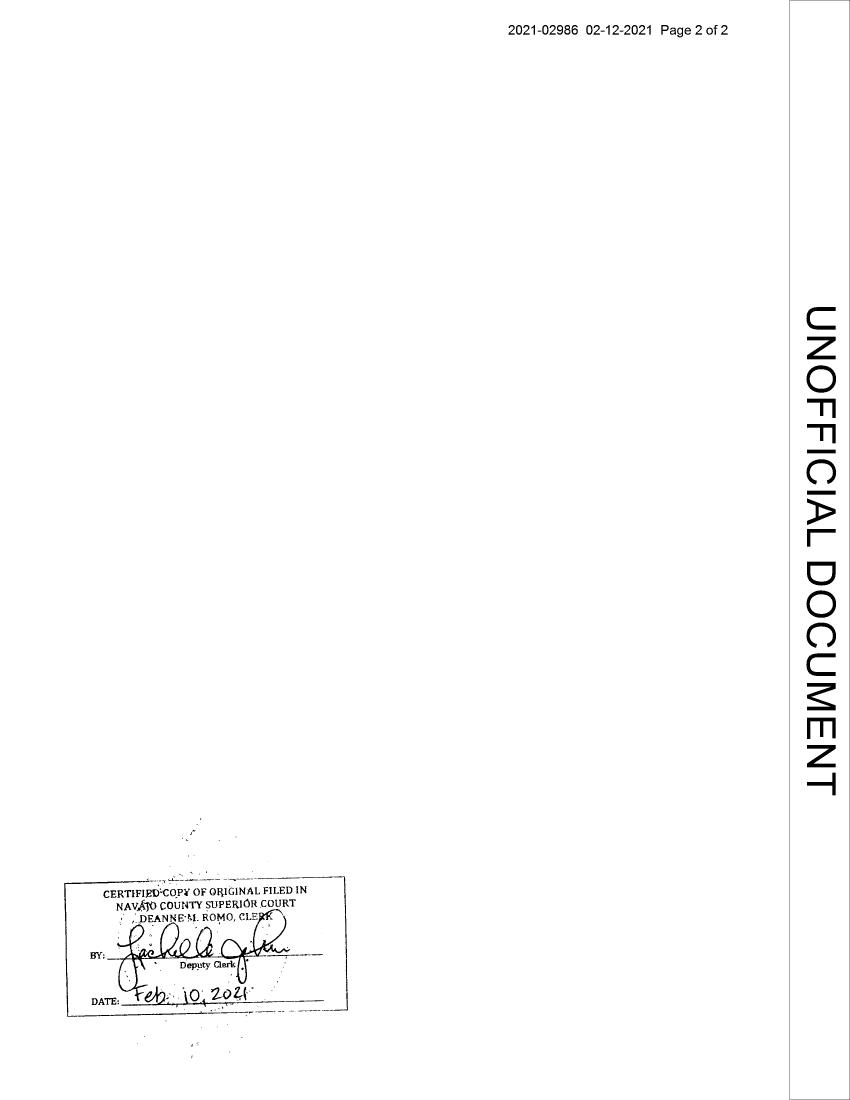 2021-02986 02-12-2021 Page 2 of 2
UNOFFICIAL DOCUMENT
CERTIFIED COPY OF ORIGINAL FILED IN
NAVAJO COUNTY SUPERIOR COURT
DEANNE M. ROMO, CLERK
BY:
Deputy Clerk
DATE: Feb. 10, 2021